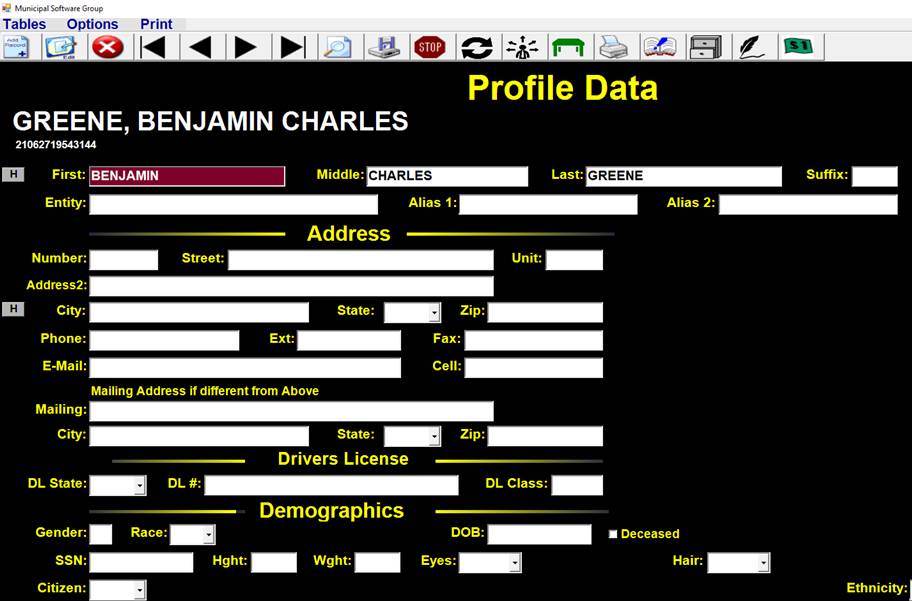 Municipal Software Group
Tables Options Print
Add Record Edit STOP $1
Profile Data
GREENE, BENJAMIN CHARLES
21062719543144
H First: BENJAMIN Middle: CHARLES Last: GREENE Suffix:
Entity: Alias 1: Alias 2:
Address
Number: Street: Unit:
Address2:
H City: State: Zip:
Phone: Ext: Fax:
E-Mail: Cell:
Mailing Address if different from Above
Mailing:
City: State: Zip:
Drivers License
DL State: DL #: DL Class:
Demographics
Gender: Race: DOB: Deceased
SSN: Hght: Wght: Eyes: Hair:
Citizen: Ethnicity: